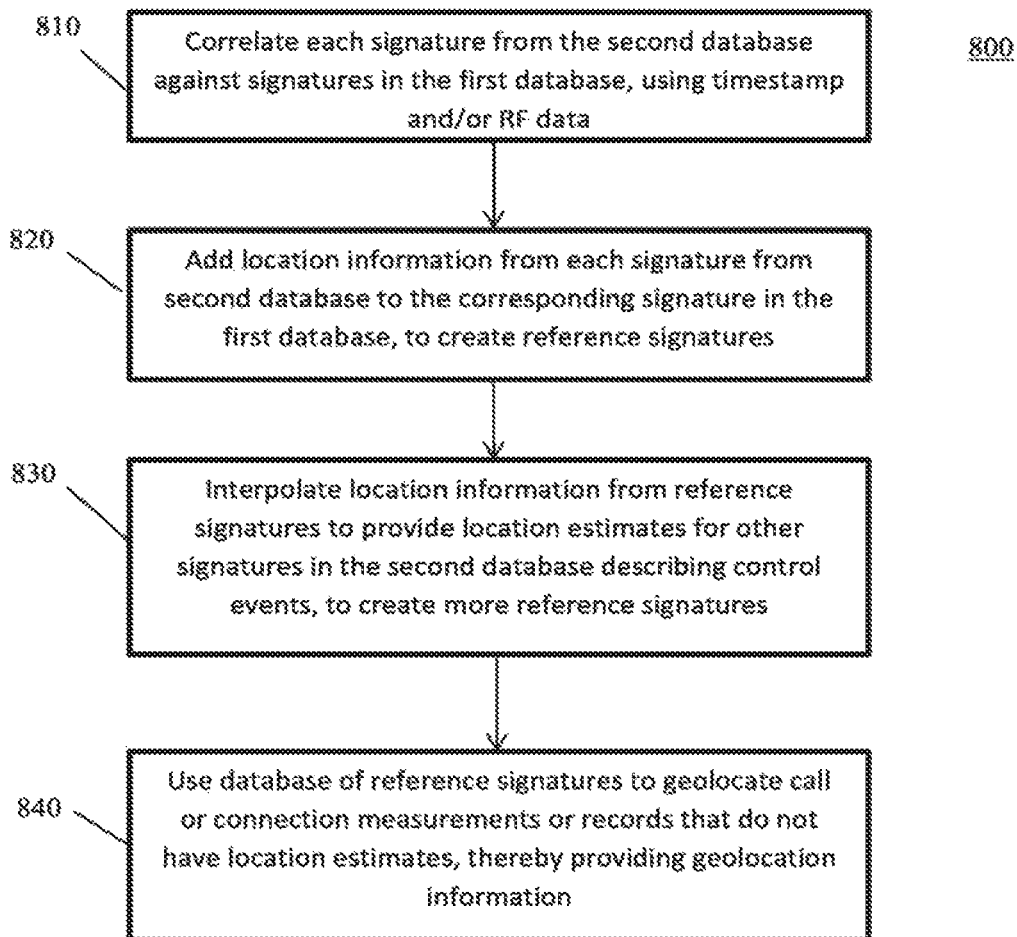 810
Correlate each signature from the second database
against signatures in the first database, using timestamp
and/or RF data
800
820
Add location information from each signature from
second database to the corresponding signature in the
first database, to create reference signatures
830
Interpolate location information from reference
signatures to provide location estimates for other
signatures in the second database describing control
events, to create more reference signatures
840
Use database of reference signatures to geolocate call
or connection measurements or records that do not
have location estimates, thereby providing geolocation
information